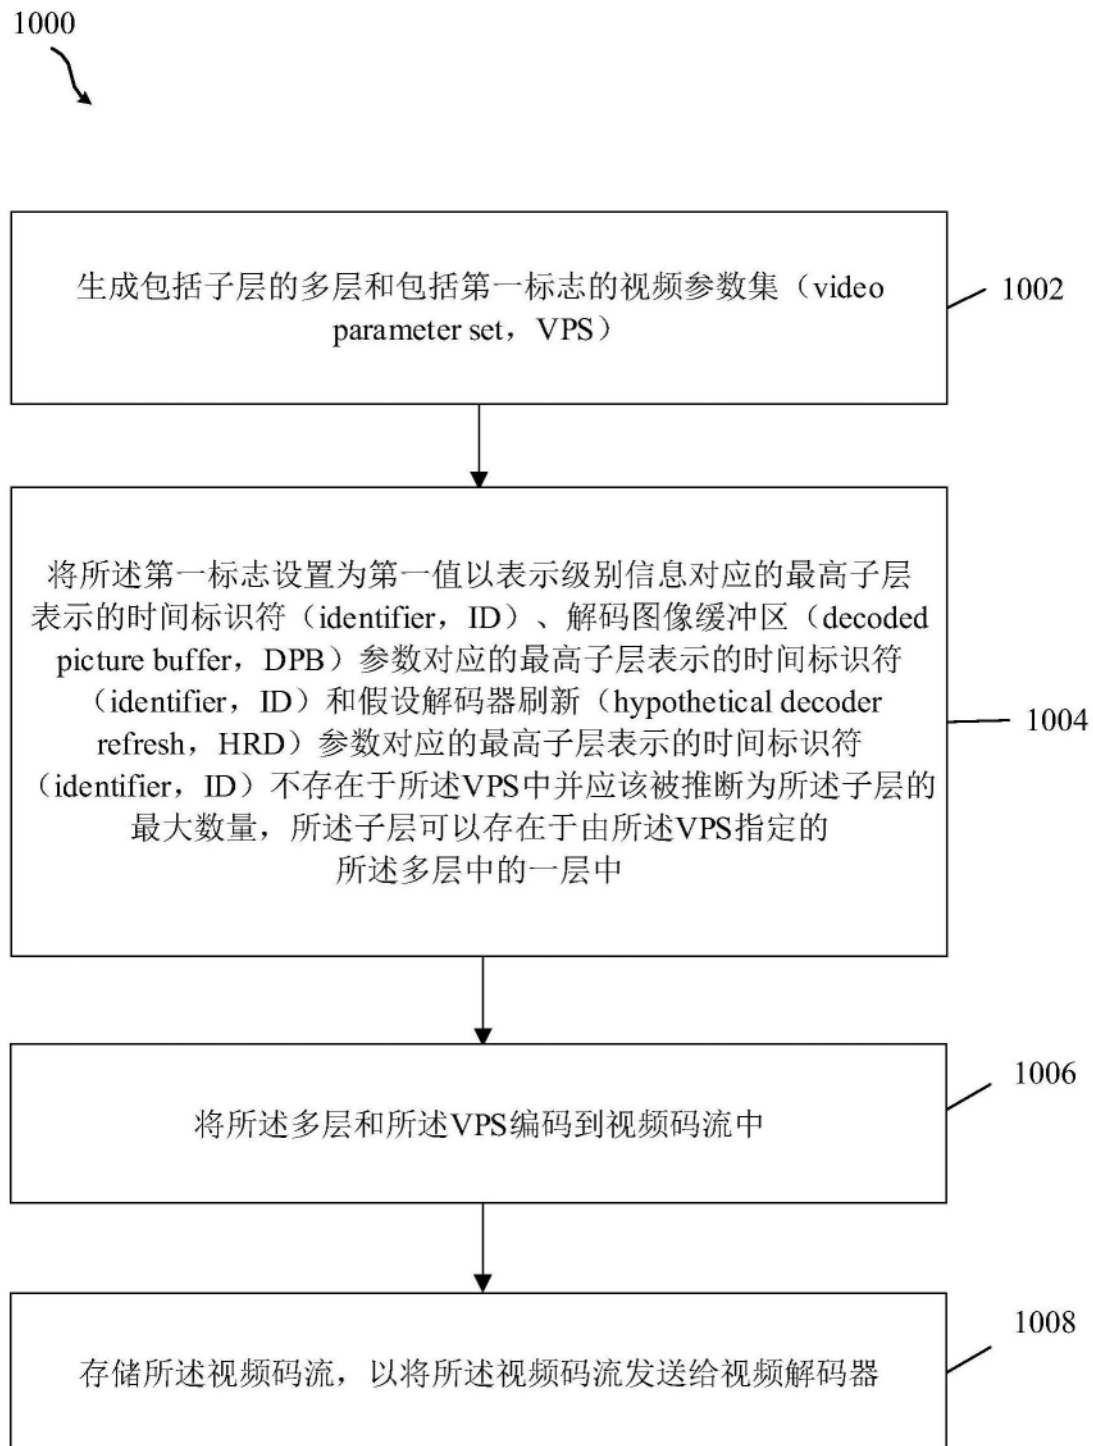 1000
生成包括子层的多层和包括第一标志的视频参数集（video
parameter set，VPS）
1002
将所述第一标志设置为第一值以表示级别信息对应的最高子层
表示的时间标识符（identifier，ID）、解码图像缓冲区（decoded
picture buffer，DPB）参数对应的最高子层表示的时间标识符
（identifier，ID）和假设解码器刷新（hypothetical decoder
refresh，HRD）参数对应的最高子层表示的时间标识符
（identifier，ID）不存在于所述VPS中并应该被推断为所述子层的
最大数量，所述子层可以存在于由所述VPS指定的
所述多层中的一层中
1004
将所述多层和所述VPS编码到视频码流中
1006
存储所述视频码流，以将所述视频码流发送给视频解码器
1008